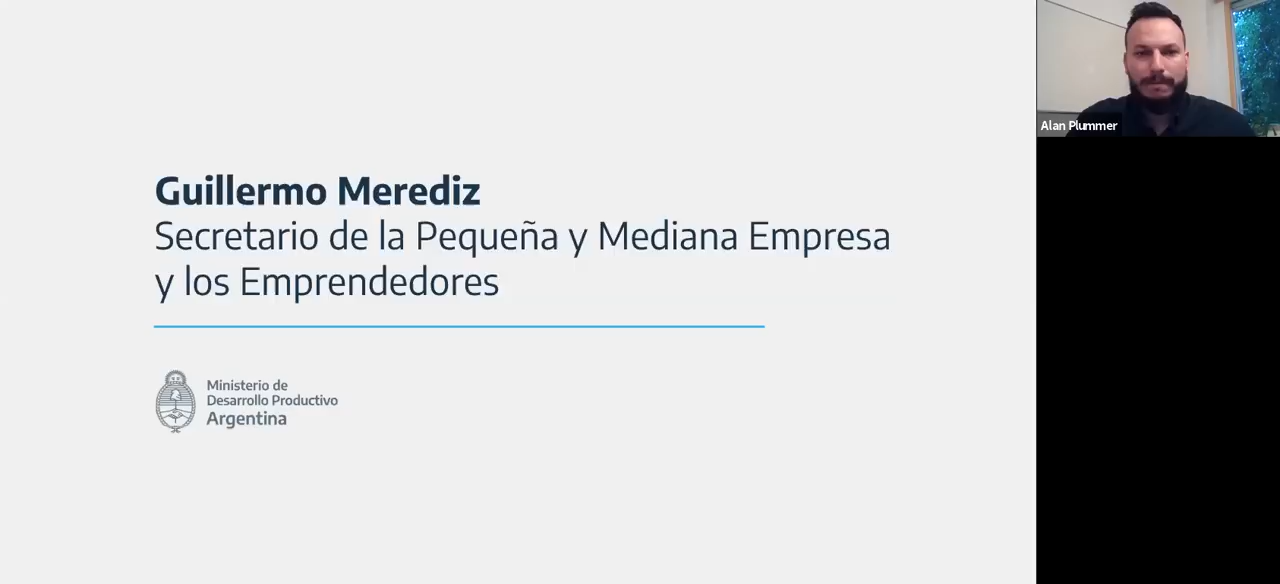 Guillermo Merediz
Secretario de la Pequeña y Mediana Empresa
y los Emprendedores
Ministerio de
Desarrollo Productivo
Argentina
Alan Plummer